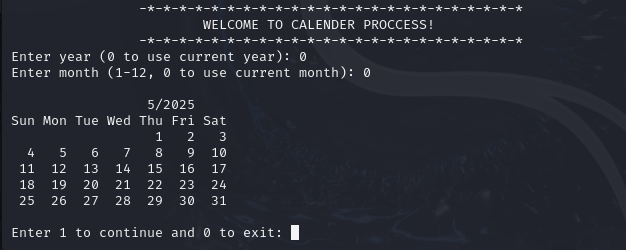 -*-*-*-*-*-*-*-*-*-*-*-*-*-*-*-*-*-*-*-*-*-*-*-*
WELCOME TO CALENDER PROCCESS!
-*-*-*-*-*-*-*-*-*-*-*-*-*-*-*-*-*-*-*-*-*-*-*-*
Enter year (0 to use current year): 0
Enter month (1-12, 0 to use current month): 0
5/2025
Sun Mon Tue Wed Thu Fri Sat
1 2 3
4 5 6 7 8 9 10
11 12 13 14 15 16 17
18 19 20 21 22 23 24
25 26 27 28 29 30 31
Enter 1 to continue and 0 to exit: